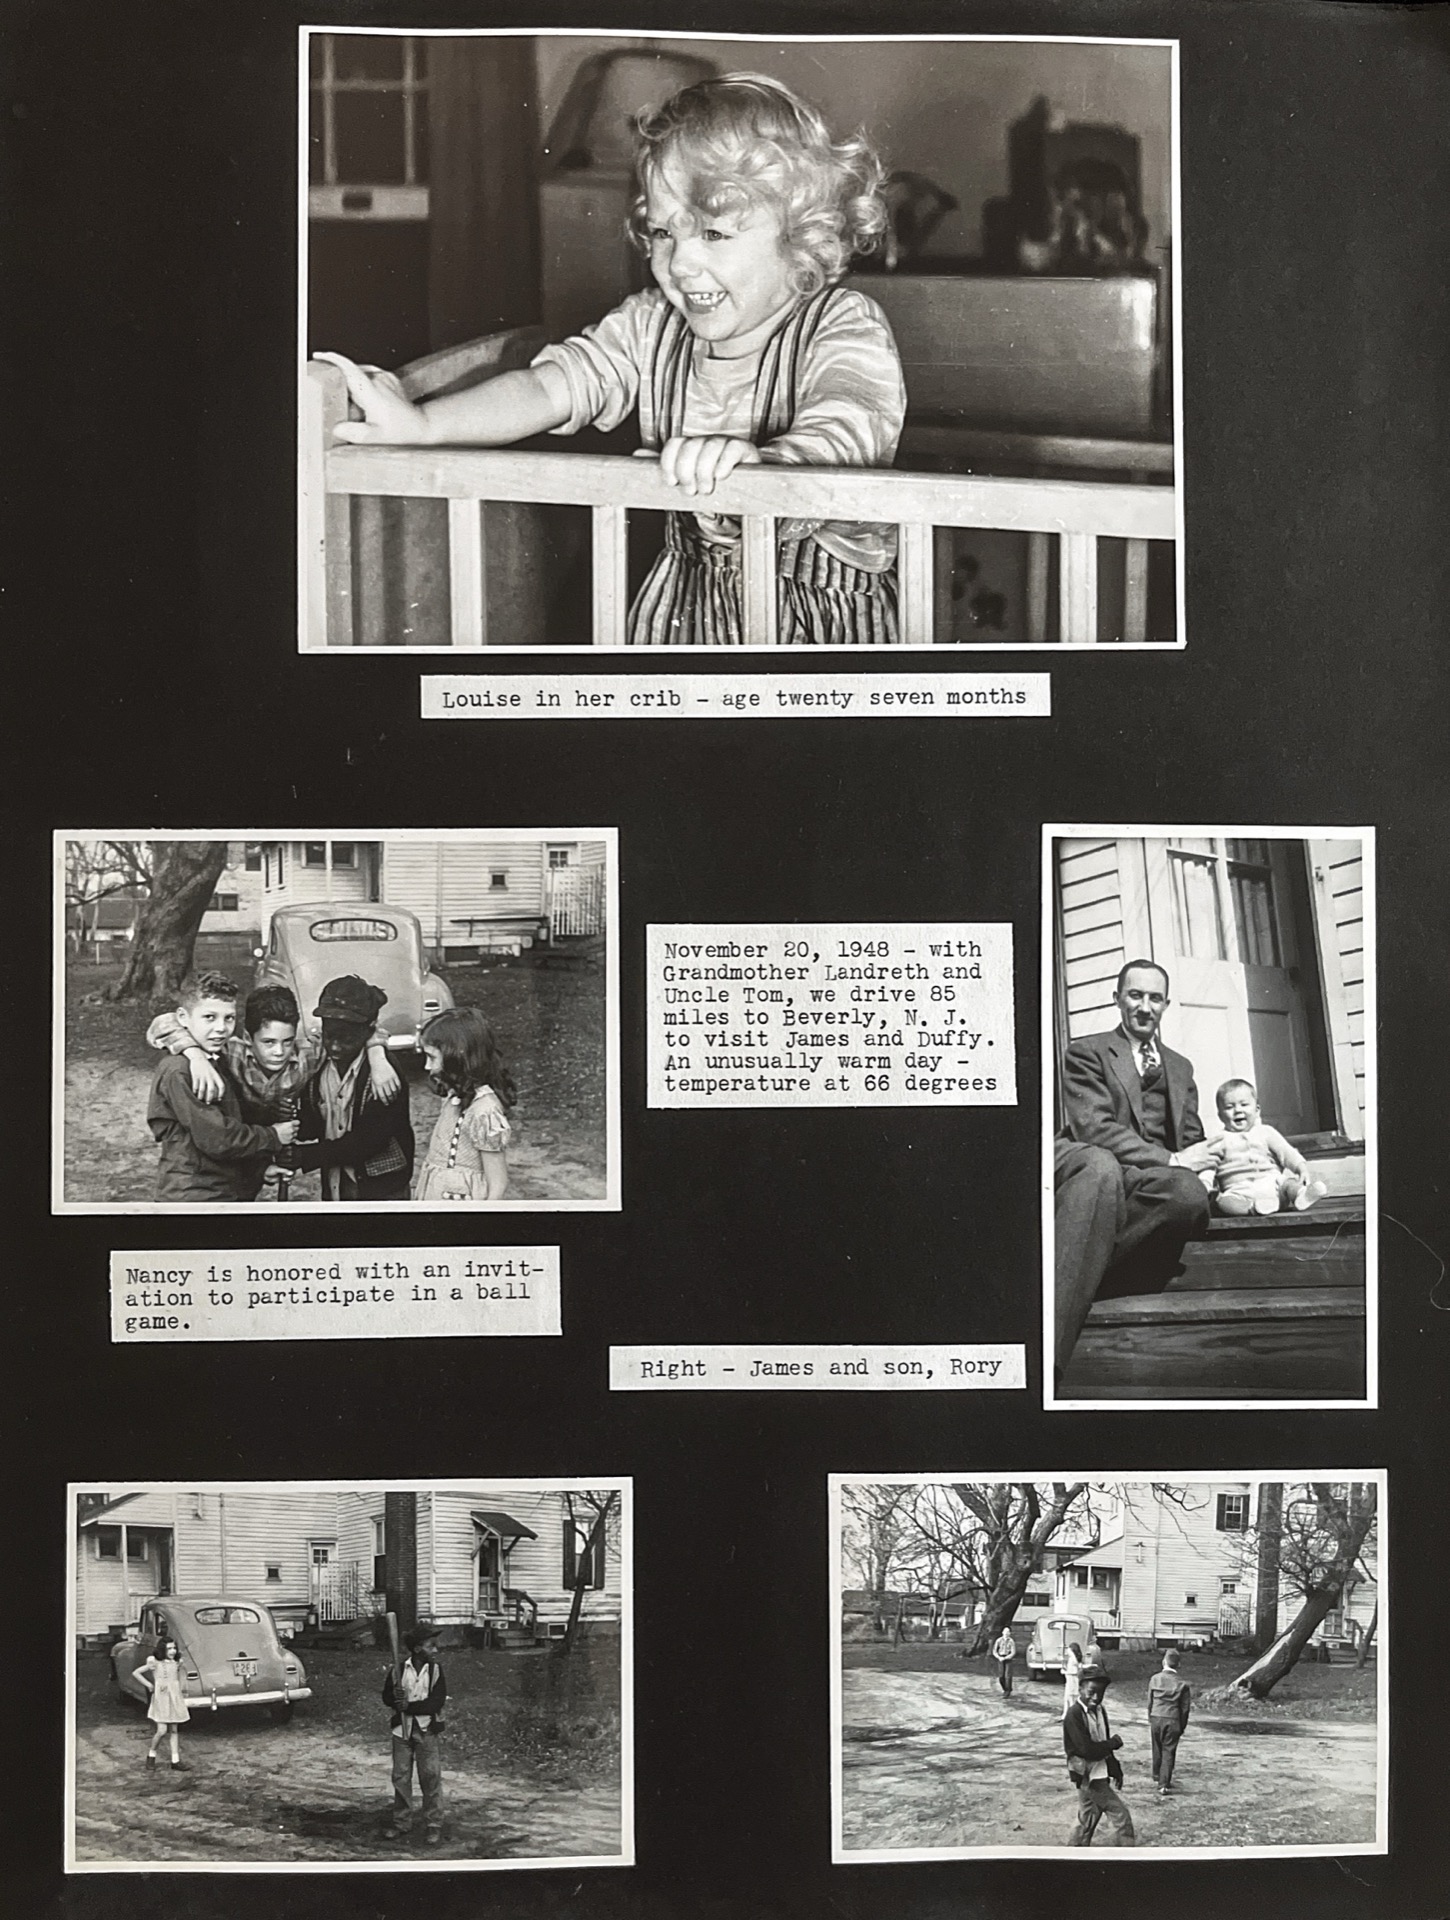 Louise in her crib - age twenty seven months
November 20, 1948 - with
Grandmother Landreth and
Uncle Tom, we drive 85
miles to Beverly, N. J.
to visit James and Duffy.
An unusually warm day -
temperature at 66 degrees
Nancy is honored with an invit-
ation to participate in a ball
game.
Right - James and son, Rory